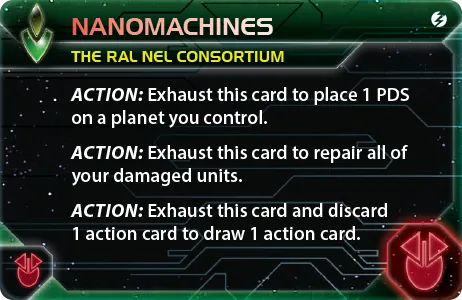 NANOMACHINES
THE RAL NEL CONSORTIUM
ACTION: Exhaust this card to place 1 PDS
on a planet you control.
ACTION: Exhaust this card to repair all of
your damaged units.
ACTION: Exhaust this card and discard
1 action card to draw 1 action card.